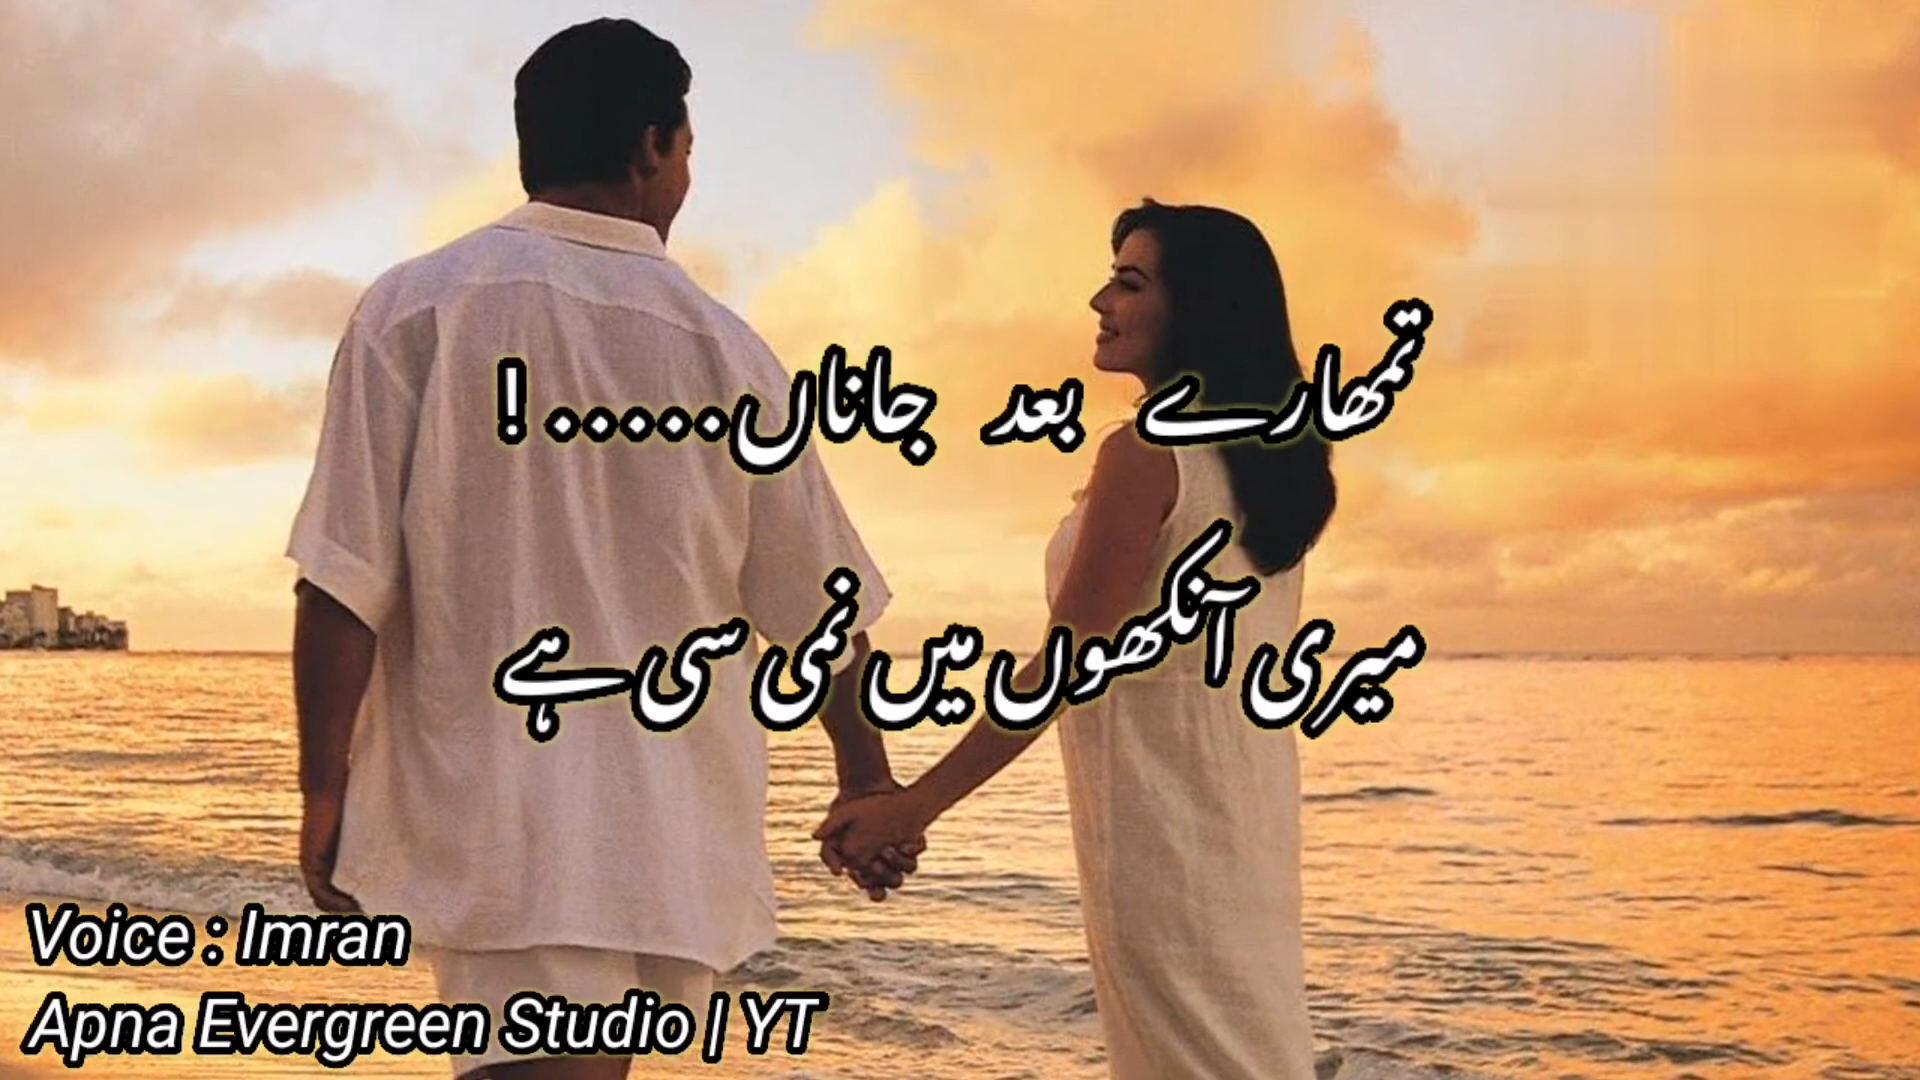 تمھارے بعد جاناں......!
میری آنکھوں میں نمی سی ہے
Voice : Imran
Apna Evergreen Studio | YT